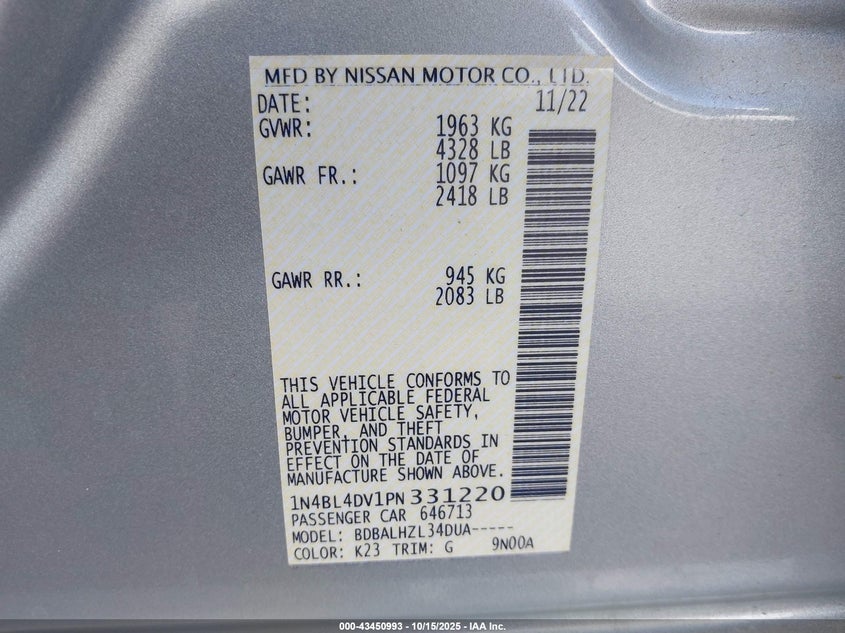 MFD BY NISSAN MOTOR CO., LTD.
DATE: 11/22
GVWR: 1963 KG
4328 LB
GAWR FR.: 1097 KG
2418 LB
GAWR RR.: 945 KG
2083 LB
THIS VEHICLE CONFORMS TO
ALL APPLICABLE FEDERAL
MOTOR VEHICLE SAFETY,
BUMPER, AND THEFT
PREVENTION STANDARDS IN
EFFECT ON THE DATE OF
MANUFACTURE SHOWN ABOVE.
1N4BL4DV1PN331220
PASSENGER CAR 646713
MODEL: BDBALHZL34DUA-----
COLOR: K23 TRIM: G 9N00A
000-43450993 - 10/15/2025 - IAA Inc.